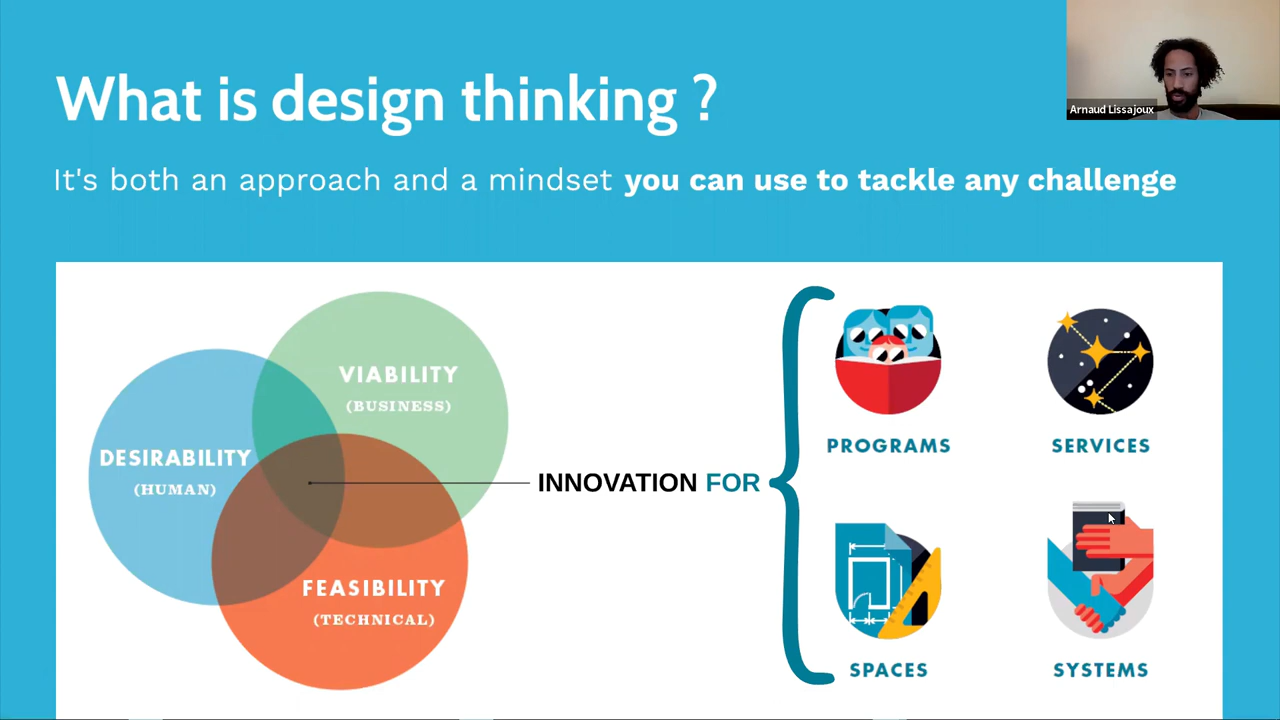 What is design thinking ?
Arnaud Lissajoux
It's both an approach and a mindset you can use to tackle any challenge
VIABILITY
(BUSINESS)
DESIRABILITY
(HUMAN)
FEASIBILITY
(TECHNICAL)
INNOVATION FOR
PROGRAMS
SERVICES
SPACES
SYSTEMS